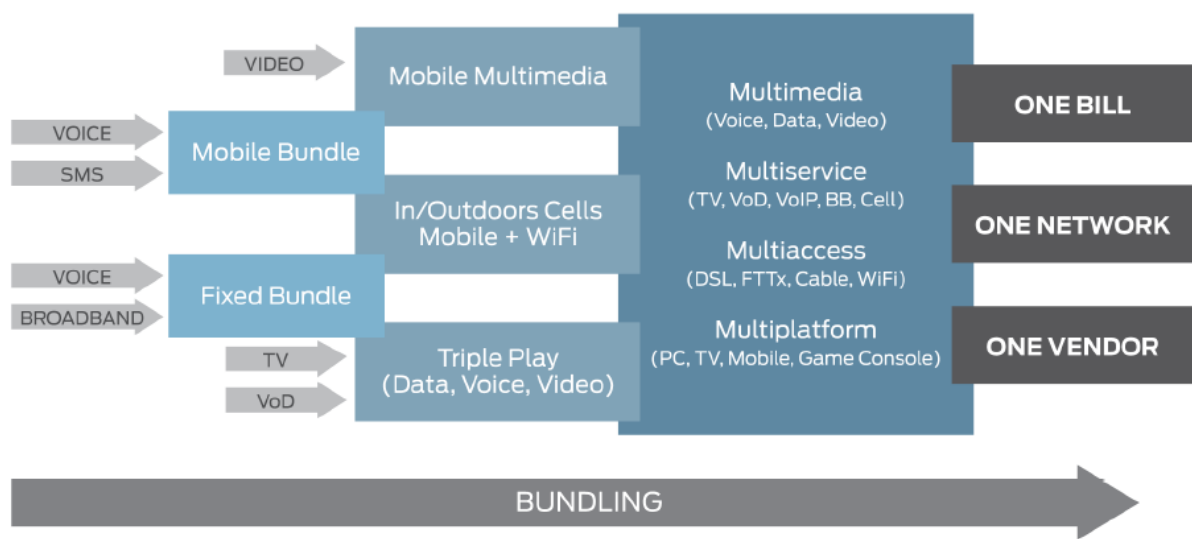 VIDEO
VOICE
SMS
VOICE
BROADBAND
TV
VoD
Mobile Bundle
Fixed Bundle
Mobile Multimedia
In/Outdoors Cells
Mobile + WiFi
Triple Play
(Data, Voice, Video)
Multimedia
(Voice, Data, Video)
Multiservice
(TV, VoD, VoIP, BB, Cell)
Multiaccess
(DSL, FTTx, Cable, WiFi)
Multiplatform
(PC, TV, Mobile, Game Console)
ONE BILL
ONE NETWORK
ONE VENDOR
BUNDLING